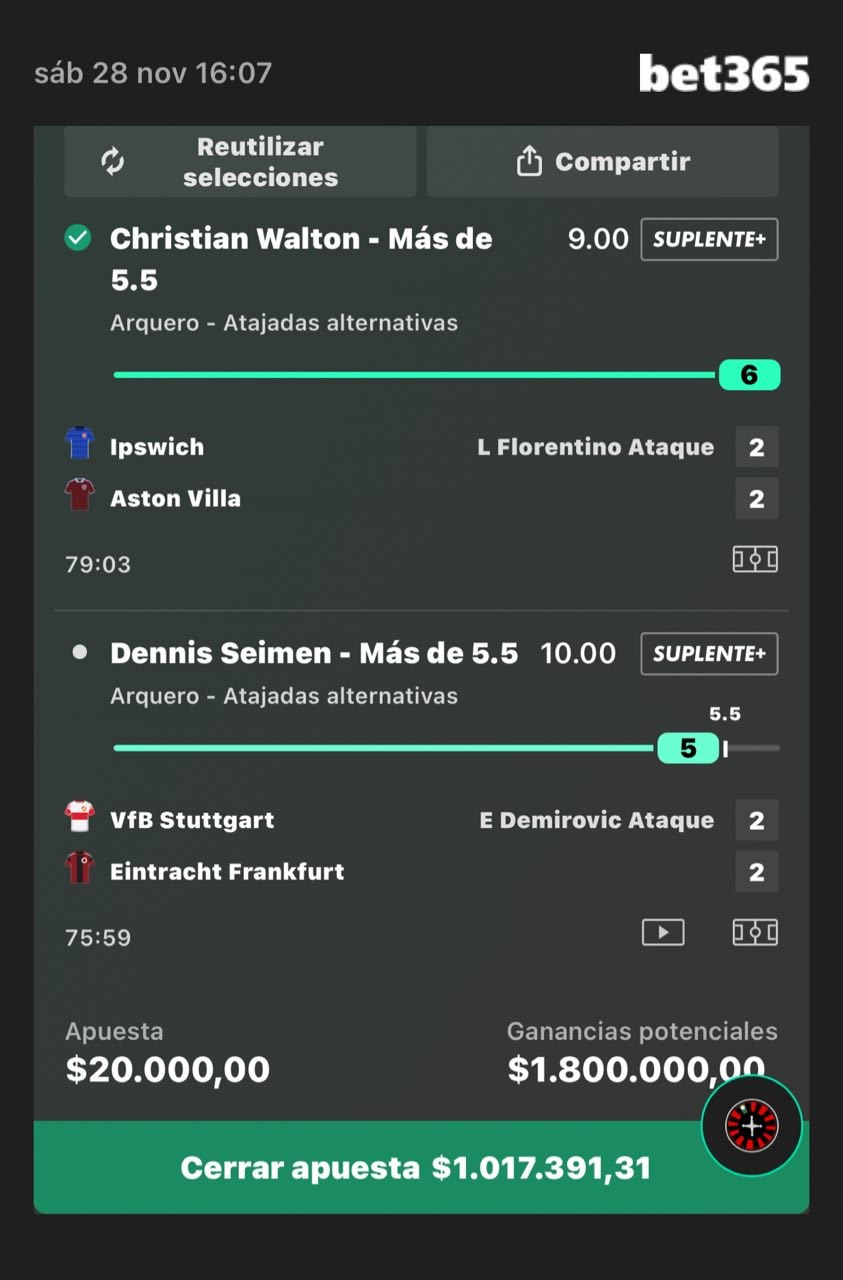 sáb 28 nov 16:07
bet365
Reutilizar
selecciones
Compartir
Christian Walton - Más de 9.00 SUPLENTE+
5.5
Arquero - Atajadas alternativas
6
Ipswich L Florentino Ataque 2
Aston Villa 2
79:03
Dennis Seimen - Más de 5.5 10.00 SUPLENTE+
Arquero - Atajadas alternativas
5.5
5
VfB Stuttgart E Demirovic Ataque 2
Eintracht Frankfurt 2
75:59
Apuesta Ganancias potenciales
$20.000,00 $1.800.000,00
Cerrar apuesta $1.017.391,31